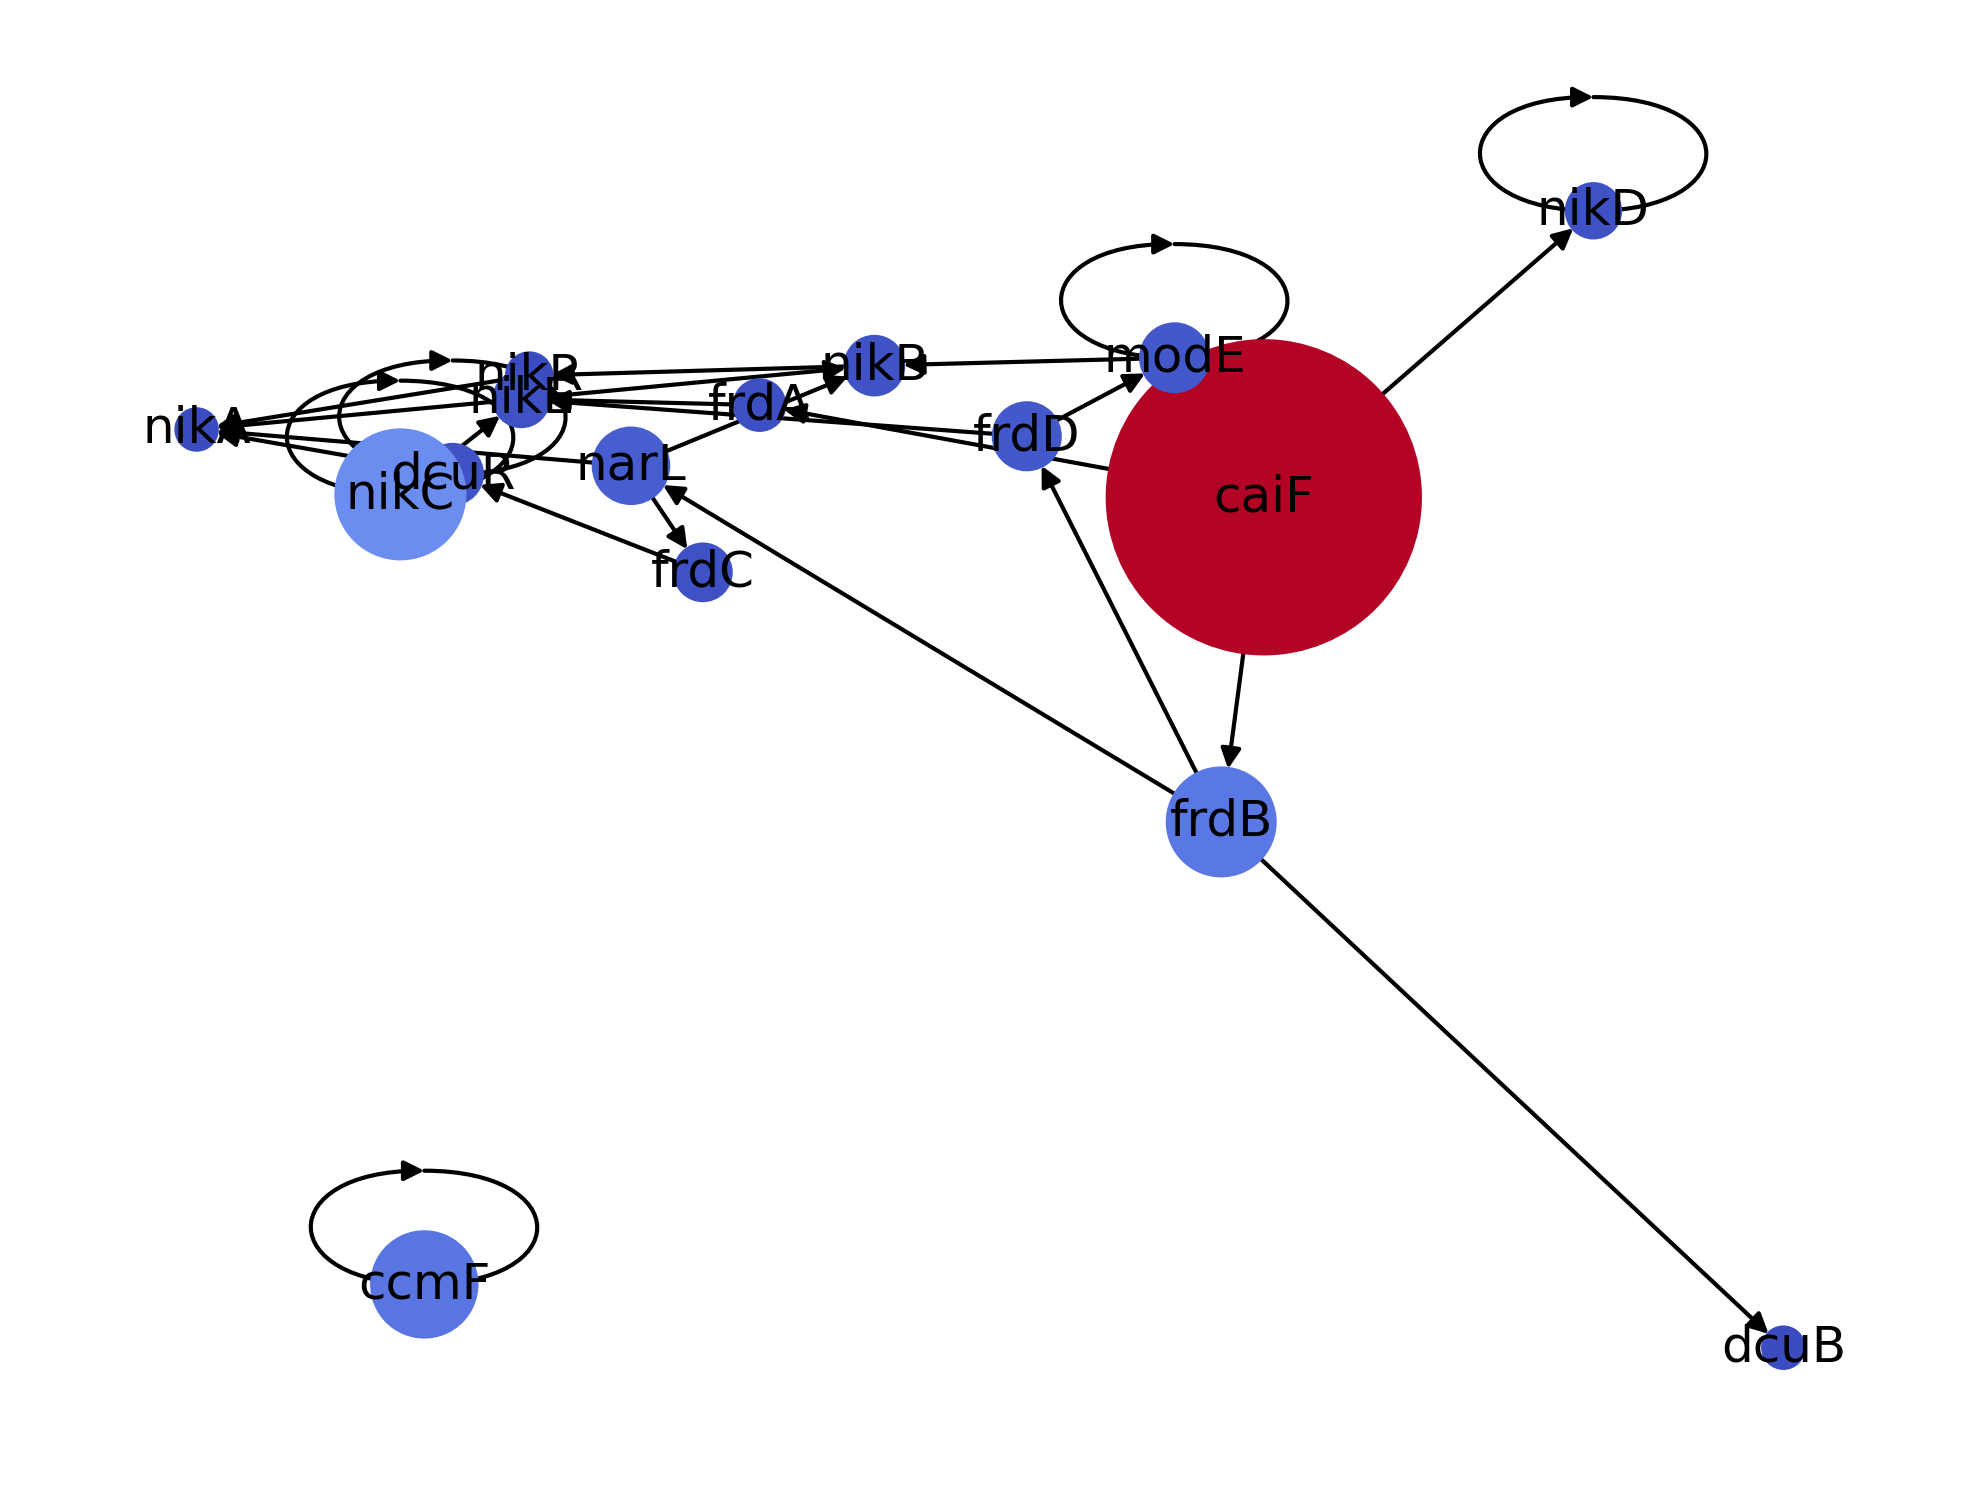 nikD
modE
nikB
nikR
nikE
frdA
nikA
frdD
narL
dcuR
nikC
caiF
frdC
frdB
ccmF
dcuB